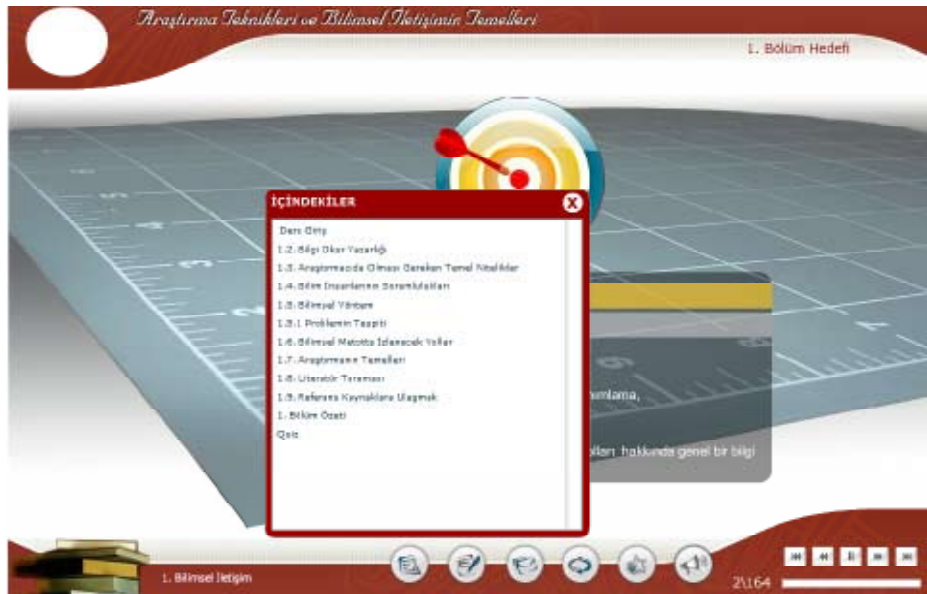 Araştırma Teknikleri ve Bilimsel İletişimin Temelleri
1. Bölüm Hedefi
İÇİNDEKİLER
Ders Giriş
1.2. Bilgi Okur Yazarlığı
1.3. Araştırmacıda Olması Gereken Temel Nitelikler
1.4. Bilim İnsanlarının Sorumlulukları
1.5. Bilimsel Yöntem
1.5.1 Problemin Tespiti
1.6. Bilimsel Metotta İzlenecek Yollar
1.7. Araştırmanın Temelleri
1.8. Literatür Taraması
1.9. Referans Kaynaklara Ulaşmak
1. Bölüm Özeti
Quiz
hakkında genel bir bilgi
1. Bilimsel İletişim
2\164